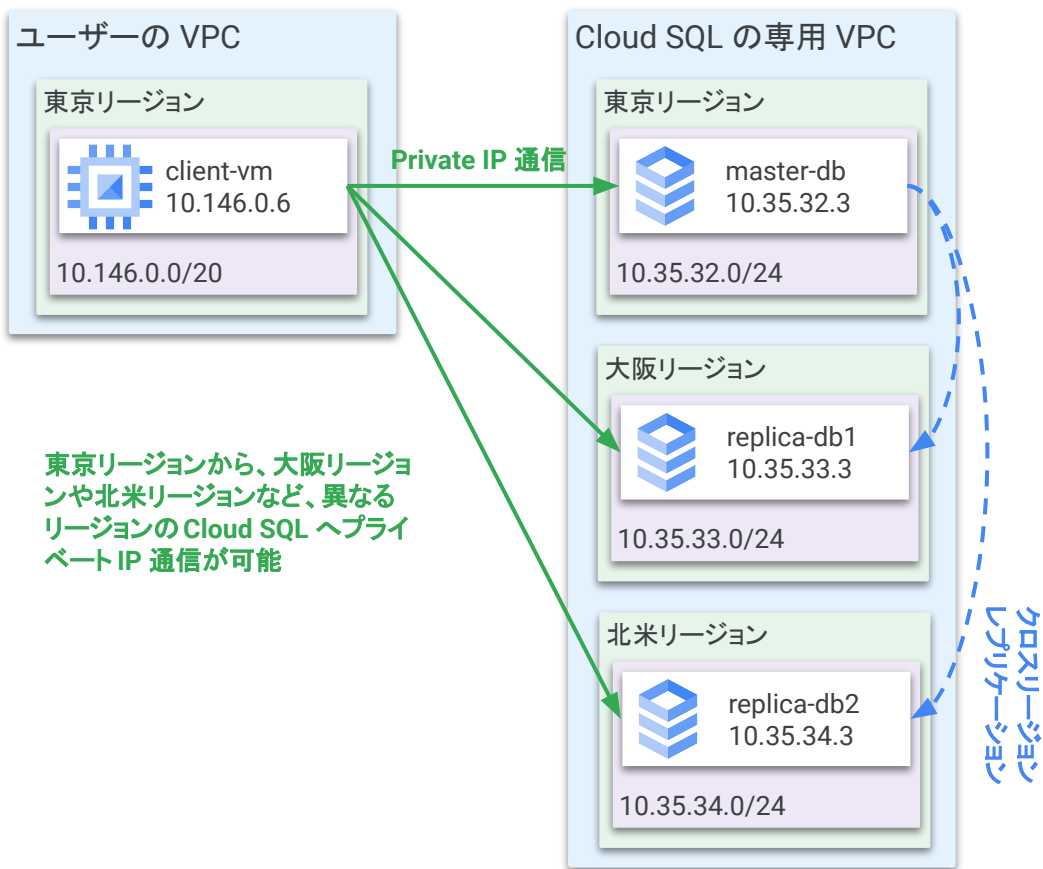 ユーザーの VPC
東京リージョン
client-vm
10.146.0.6
10.146.0.0/20
Private IP 通信
Cloud SQL の専用 VPC
東京リージョン
master-db
10.35.32.3
10.35.32.0/24
大阪リージョン
replica-db1
10.35.33.3
10.35.33.0/24
東京リージョンから、大阪リージョ
ンや北米リージョンなど、異なる
リージョンの Cloud SQL へプライ
ベート IP 通信が可能
北米リージョン
replica-db2
10.35.34.3
10.35.34.0/24
クロスリージョン
レプリケーション